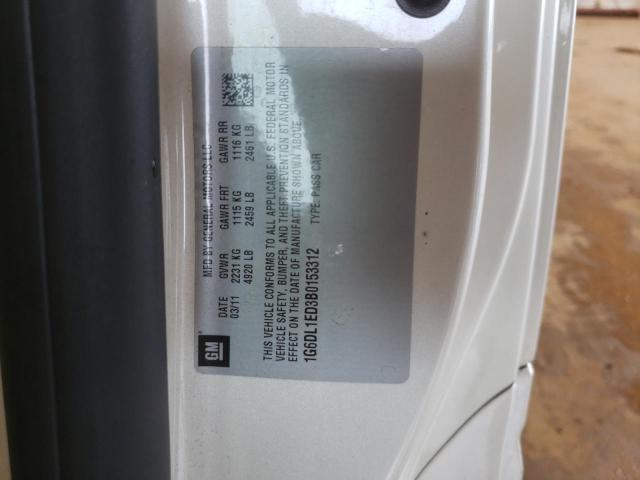 MFD BY GENERAL MOTORS LLC
DATE GVWR GAWR FRT GAWR RR
03/11 2231 KG 1115 KG 1116 KG
4920 LB 2459 LB 2461 LB
GM
THIS VEHICLE CONFORMS TO ALL APPLICABLE U.S. FEDERAL MOTOR
VEHICLE SAFETY, BUMPER, AND THEFT PREVENTION STANDARDS IN
EFFECT ON THE DATE OF MANUFACTURE SHOWN ABOVE.
1G6DL1ED3B0153312 TYPE: PASS CAR